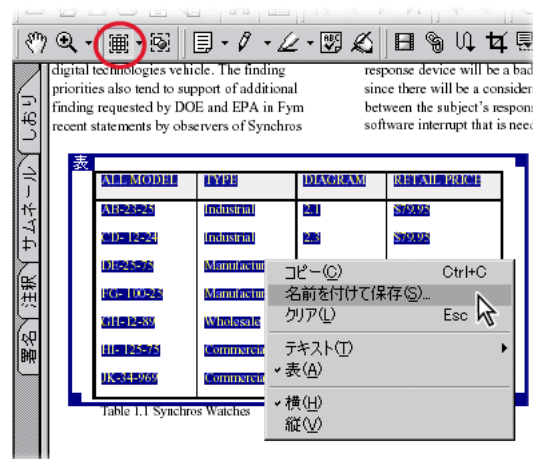 digital technologies vehicle. The finding
priorities also tend to support of additional
finding requested by DOE and EPA in Fym
recent statements by observers of Synchros
response device will be a bad
since there will be a consider
between the subject's respons
software interrupt that is need
しおり
サムネール
注釈
署名
表
ALL MODEL TYPE DIAGRAM RETAIL PRICE
AB-23-25 Industrial 2.1 $79.95
CD- 12-24 Industrial 2.3 $79.95
DE-25-75 Manufactur
FG- 100-25 Manufactur
GH-12-89 Wholesale
HI- 125-75 Commercia
JK-34-969 Commercia
Table 1.1 Synchros Watches
コピー(C) Ctrl+C
名前を付けて保存(S)...
クリア(L) Esc
テキスト(T)
表(A)
横(H)
縦(V)